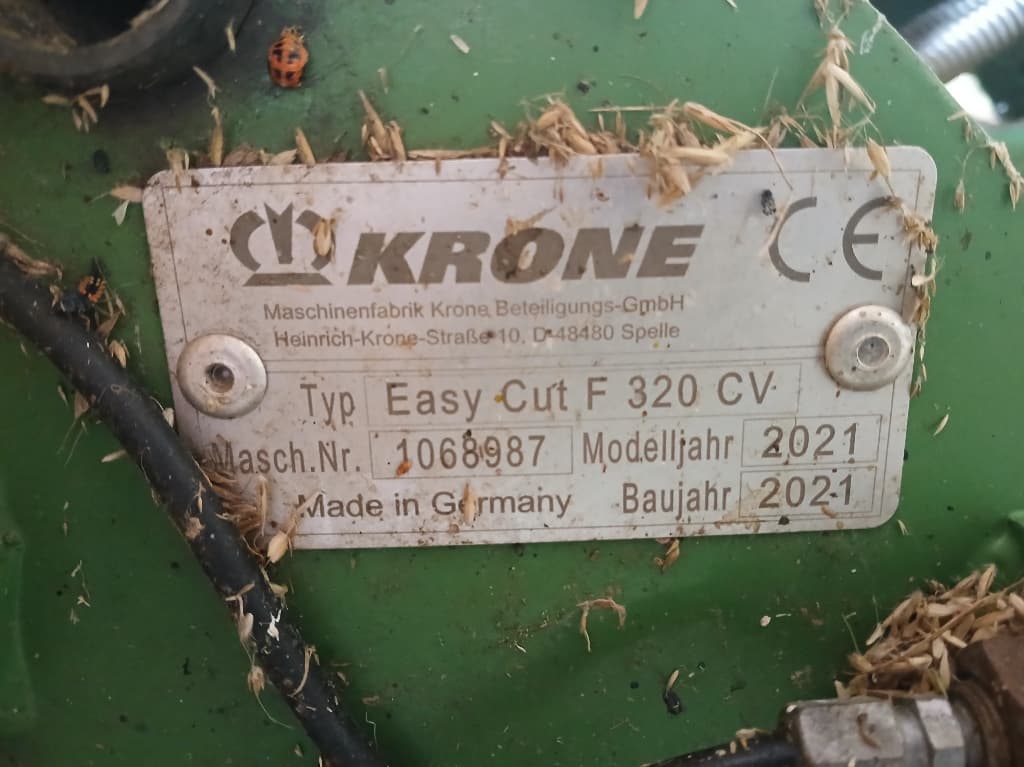 KRONE CE
Maschinenfabrik Krone Beteiligungs-GmbH
Heinrich-Krone-Straße 10, D-48480 Spelle
Typ Easy Cut F 320 CV
Masch.Nr. 1068987 Modelljahr 2021
Made in Germany Baujahr 2021